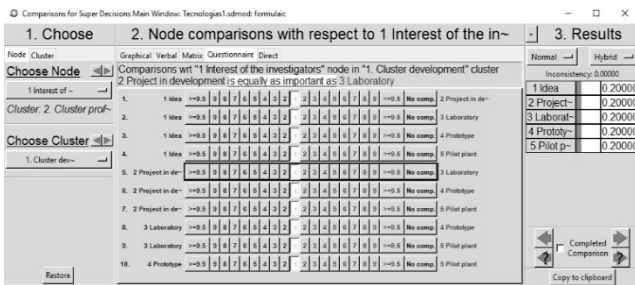 Comparisons for Super Decisions Main Window: Tecnologias1.sdmod: formulaic
1. Choose
2. Node comparisons with respect to 1 Interest of the in~
3. Results
Node Cluster
Graphical Verbal Matrix Questionnaire Direct
Normal
Hybrid
Choose Node
1 Interest of ~
Cluster: 2. Cluster prof~
Choose Cluster
1. Cluster dev~
Restore
Comparisons wrt "1 Interest of the investigators" node in "1. Cluster development" cluster
2 Project in development is equally as important as 3 Laboratory
1. 1 Idea >=9.5 9 8 7 6 5 4 3 2 1 2 3 4 5 6 7 8 9 >=9.5 No comp. 2 Project in de~
2. 1 Idea >=9.5 9 8 7 6 5 4 3 2 1 2 3 4 5 6 7 8 9 >=9.5 No comp. 3 Laboratory
3. 1 Idea >=9.5 9 8 7 6 5 4 3 2 1 2 3 4 5 6 7 8 9 >=9.5 No comp. 4 Prototype
4. 1 Idea >=9.5 9 8 7 6 5 4 3 2 1 2 3 4 5 6 7 8 9 >=9.5 No comp. 5 Pilot plant
5. 2 Project in de~ >=9.5 9 8 7 6 5 4 3 2 1 2 3 4 5 6 7 8 9 >=9.5 No comp. 3 Laboratory
6. 2 Project in de~ >=9.5 9 8 7 6 5 4 3 2 1 2 3 4 5 6 7 8 9 >=9.5 No comp. 4 Prototype
7. 2 Project in de~ >=9.5 9 8 7 6 5 4 3 2 1 2 3 4 5 6 7 8 9 >=9.5 No comp. 5 Pilot plant
8. 3 Laboratory >=9.5 9 8 7 6 5 4 3 2 1 2 3 4 5 6 7 8 9 >=9.5 No comp. 4 Prototype
9. 3 Laboratory >=9.5 9 8 7 6 5 4 3 2 1 2 3 4 5 6 7 8 9 >=9.5 No comp. 5 Pilot plant
10. 4 Prototype >=9.5 9 8 7 6 5 4 3 2 1 2 3 4 5 6 7 8 9 >=9.5 No comp. 5 Pilot plant
Inconsistency: 0.00000
1 Idea 0.20000
2 Project~ 0.20000
3 Laborat~ 0.20000
4 Prototy~ 0.20000
5 Pilot p~ 0.20000
Completed
Comparison
Copy to clipboard